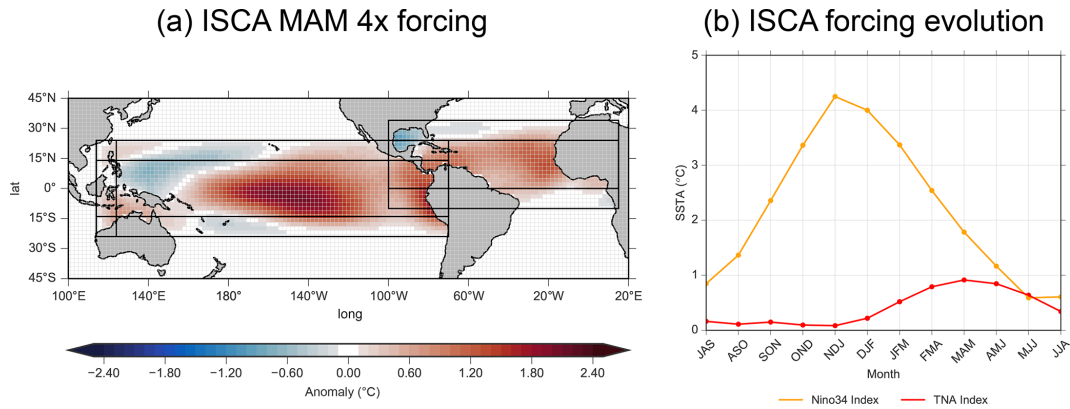 (a) ISCA MAM 4x forcing
45°N
30°N
15°N
0°
15°S
30°S
45°S
lat
100°E
140°E
180°
140°W
100°W
60°W
20°W
20°E
long
−2.40
−1.80
−1.20
−0.60
0.00
0.60
1.20
1.80
2.40
Anomaly (°C)
(b) ISCA forcing evolution
5
4
3
2
1
0
SSTA (°C)
JAS
ASO
SON
OND
NDJ
DJF
JFM
FMA
MAM
AMJ
MJJ
JJA
Month
Nino34 Index
TNA Index